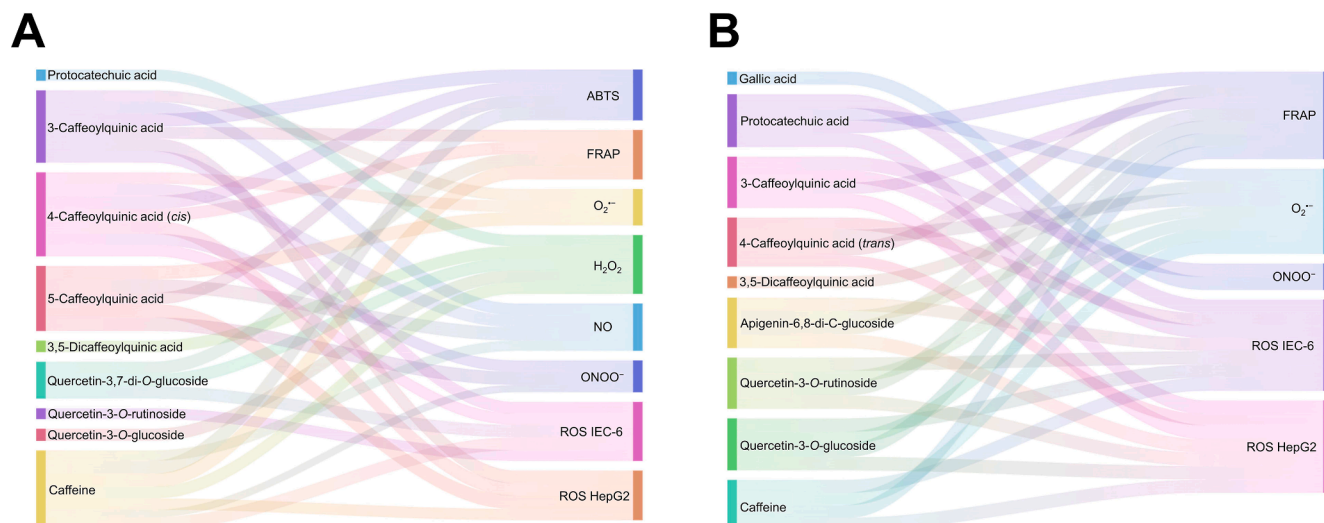 A
Protocatechuic acid
3-Caffeoylquinic acid
4-Caffeoylquinic acid (cis)
5-Caffeoylquinic acid
3,5-Dicaffeoylquinic acid
Quercetin-3,7-di-O-glucoside
Quercetin-3-O-rutinoside
Quercetin-3-O-glucoside
Caffeine
ABTS
FRAP
O₂•−
H₂O₂
NO
ONOO⁻
ROS IEC-6
ROS HepG2
B
Gallic acid
Protocatechuic acid
3-Caffeoylquinic acid
4-Caffeoylquinic acid (trans)
3,5-Dicaffeoylquinic acid
Apigenin-6,8-di-C-glucoside
Quercetin-3-O-rutinoside
Quercetin-3-O-glucoside
Caffeine
FRAP
O₂•−
ONOO⁻
ROS IEC-6
ROS HepG2